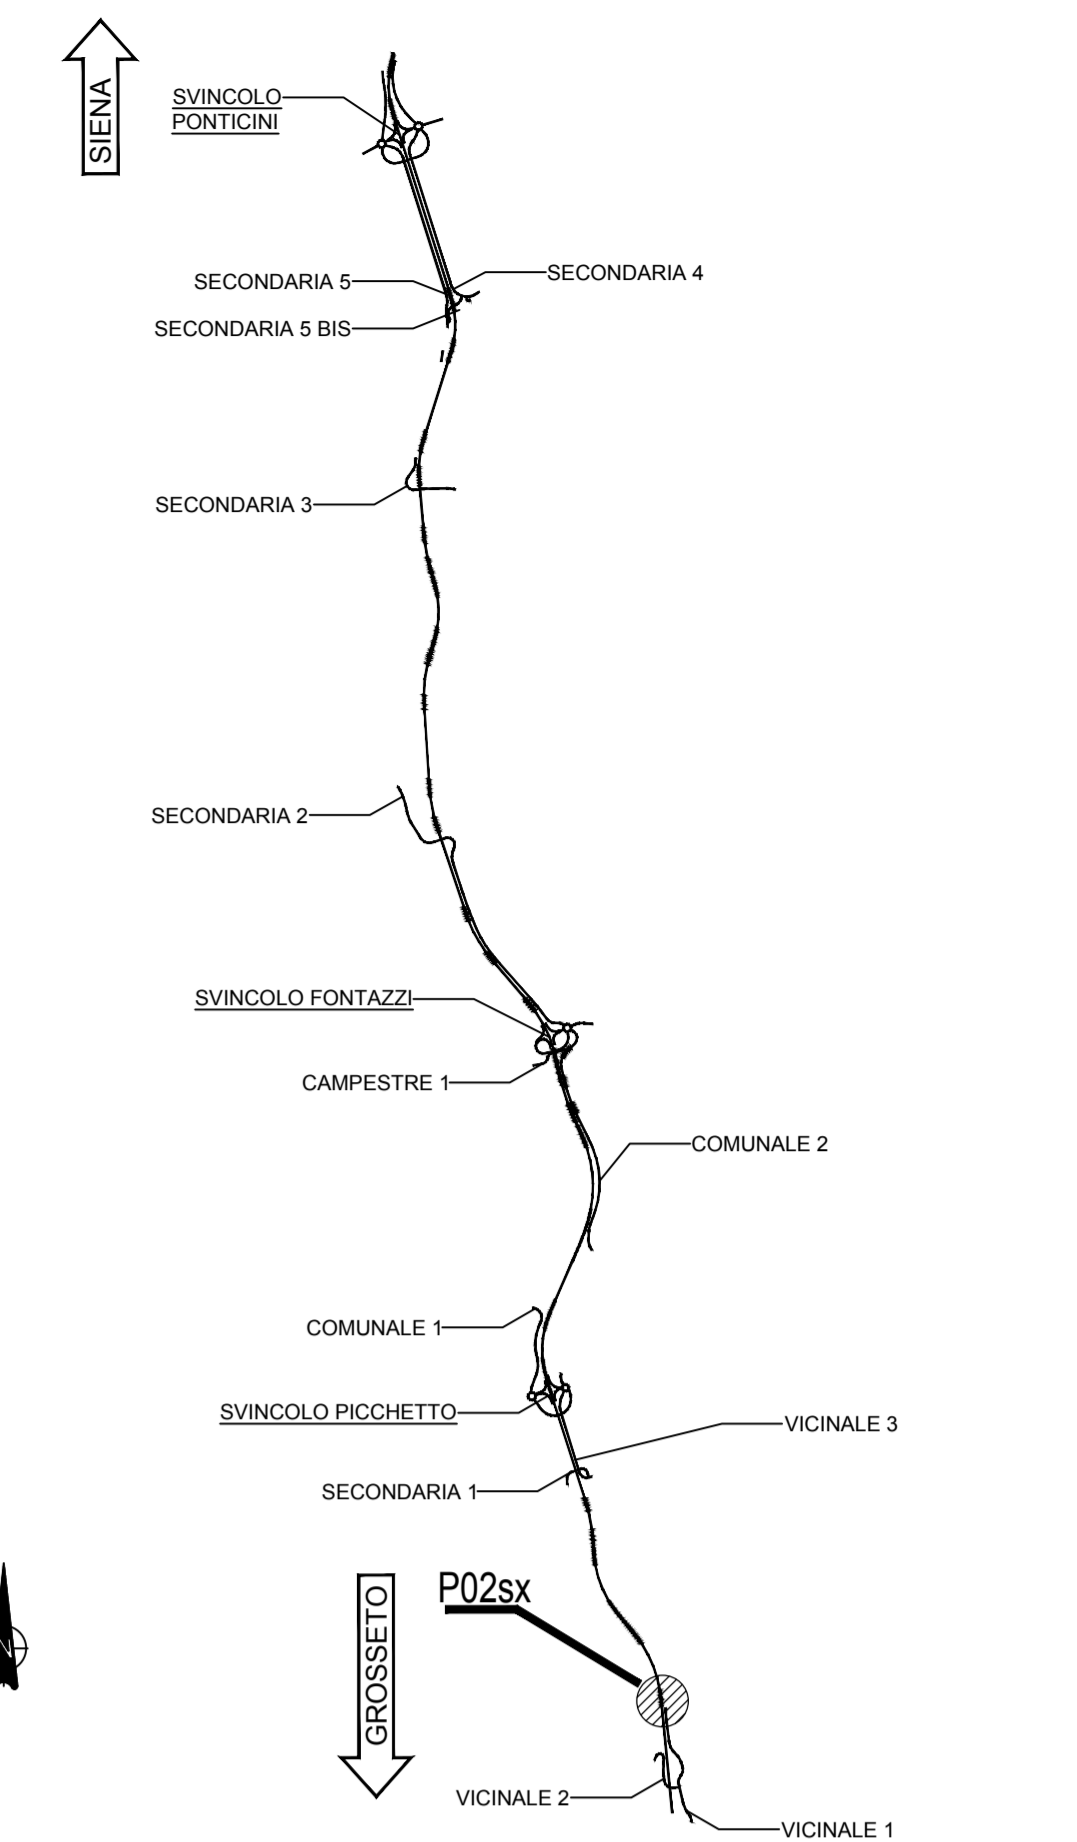 SIENA
SVINCOLO
PONTICINI
SECONDARIA 4
SECONDARIA 5
SECONDARIA 5 BIS
SECONDARIA 3
SECONDARIA 2
SVINCOLO FONTAZZI
CAMPESTRE 1
COMUNALE 2
COMUNALE 1
SVINCOLO PICCHETTO
VICINALE 3
SECONDARIA 1
GROSSETO
P02sx
VICINALE 2
VICINALE 1